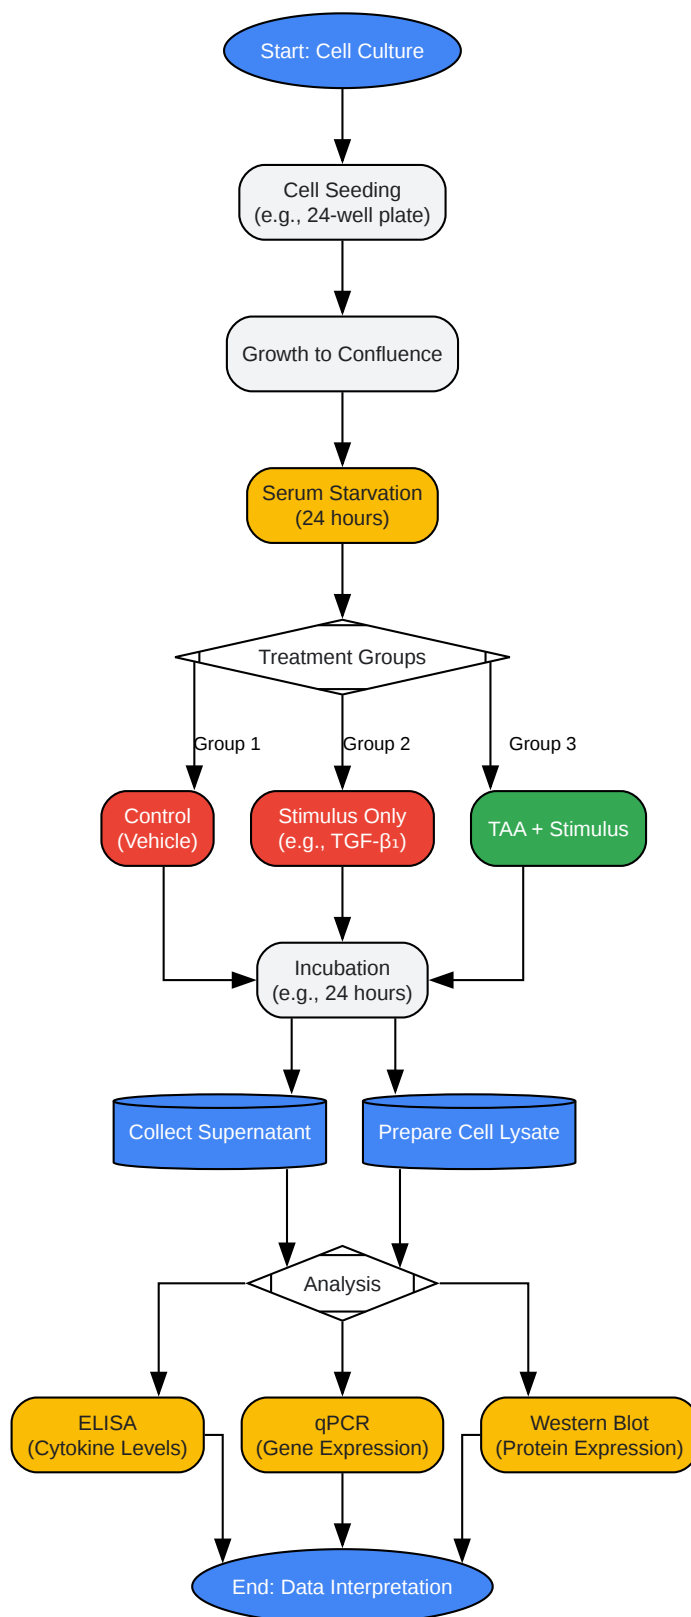 Start: Cell Culture
Cell Seeding
(e.g., 24-well plate)
Growth to Confluence
Serum Starvation
(24 hours)
Treatment Groups
Group 1
Group 2
Group 3
Control
(Vehicle)
Stimulus Only
(e.g., TGF-β₁)
TAA + Stimulus
Incubation
(e.g., 24 hours)
Collect Supernatant
Prepare Cell Lysate
Analysis
ELISA
(Cytokine Levels)
qPCR
(Gene Expression)
Western Blot
(Protein Expression)
End: Data Interpretation